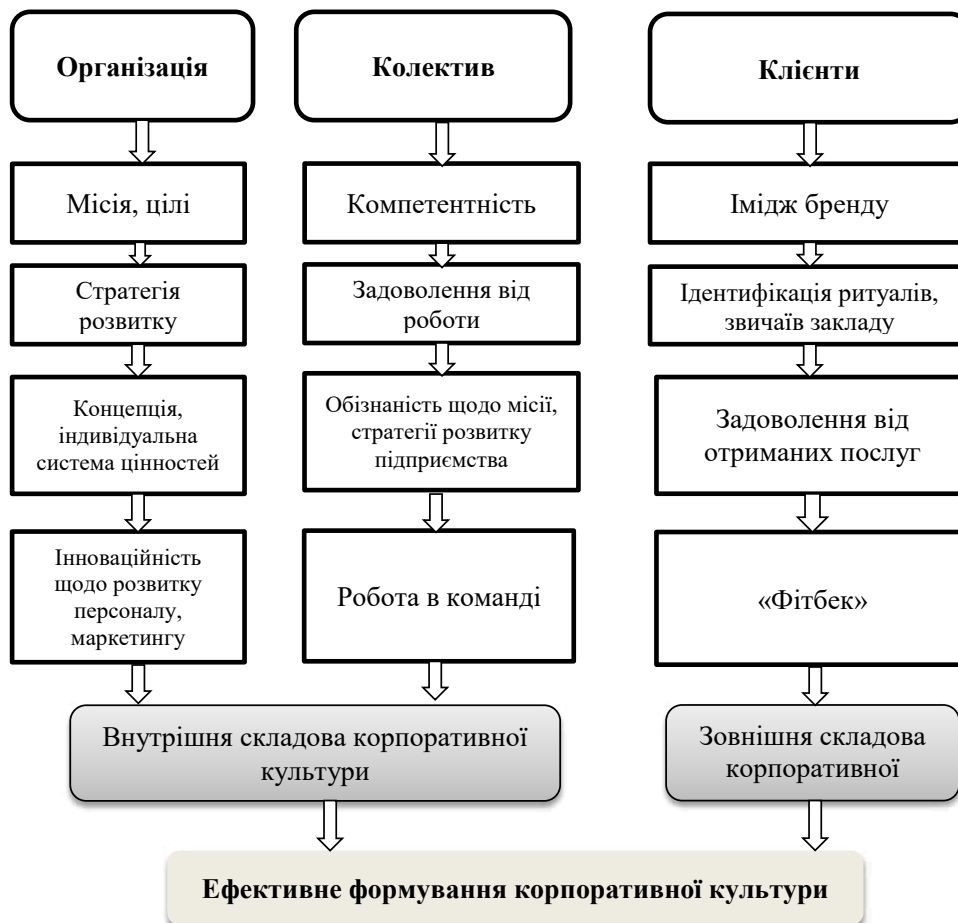 Організація
Колектив
Клієнти
Місія, цілі
Компетентність
Імідж бренду
Стратегія
розвитку
Задоволення від
роботи
Ідентифікація ритуалів,
звичаїв закладу
Концепція,
індивідуальна
система цінностей
Обізнаність щодо місії,
стратегії розвитку
підприємства
Задоволення від
отриманих послуг
Інноваційність
щодо розвитку
персоналу,
маркетингу
Робота в команді
«Фітбек»
Внутрішня складова корпоративної
культури
Зовнішня складова
корпоративної
Ефективне формування корпоративної культури